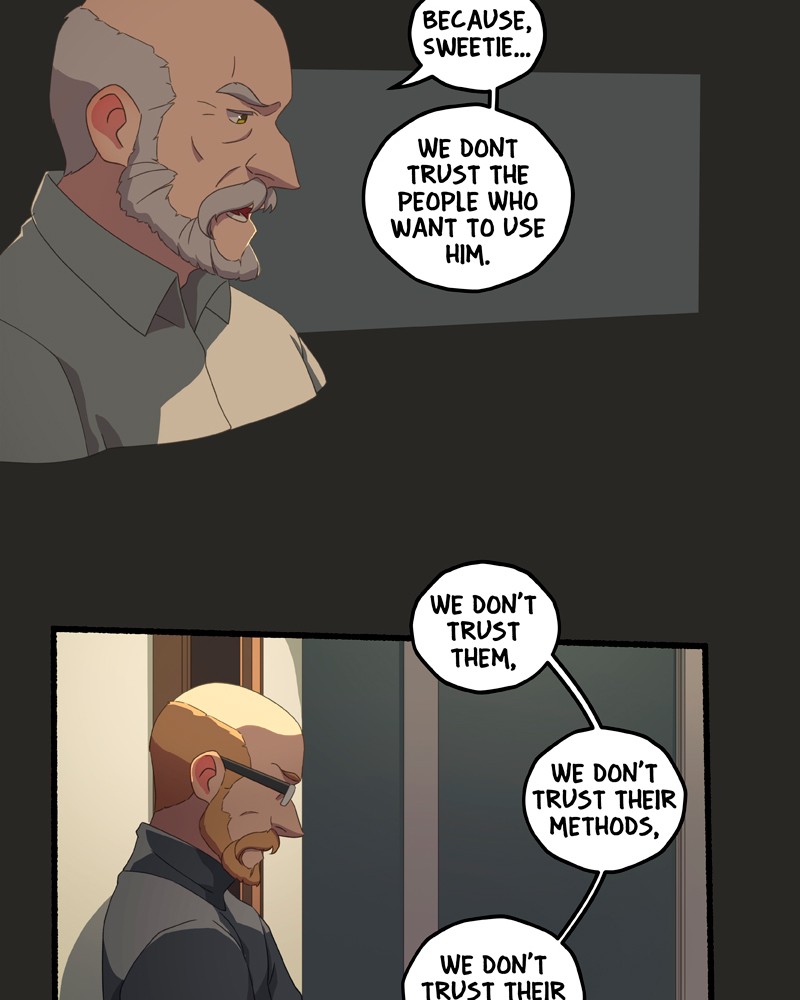 BECAUSE,
SWEETIE...
WE DONT
TRUST THE
PEOPLE WHO
WANT TO USE
HIM.
WE DON'T
TRUST
THEM,
WE DON'T
TRUST THEIR
METHODS,
WE DON'T
TRUST THEIR